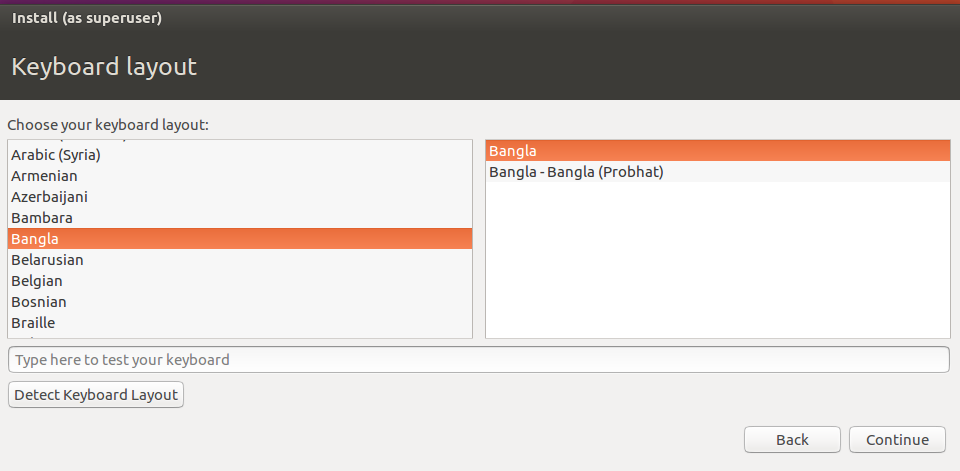 Install (as superuser)
Keyboard layout
Choose your keyboard layout:
Arabic (Syria)
Armenian
Azerbaijani
Bambara
Bangla
Belarusian
Belgian
Bosnian
Braille
Bangla
Bangla - Bangla (Probhat)
Type here to test your keyboard
Detect Keyboard Layout
Back
Continue